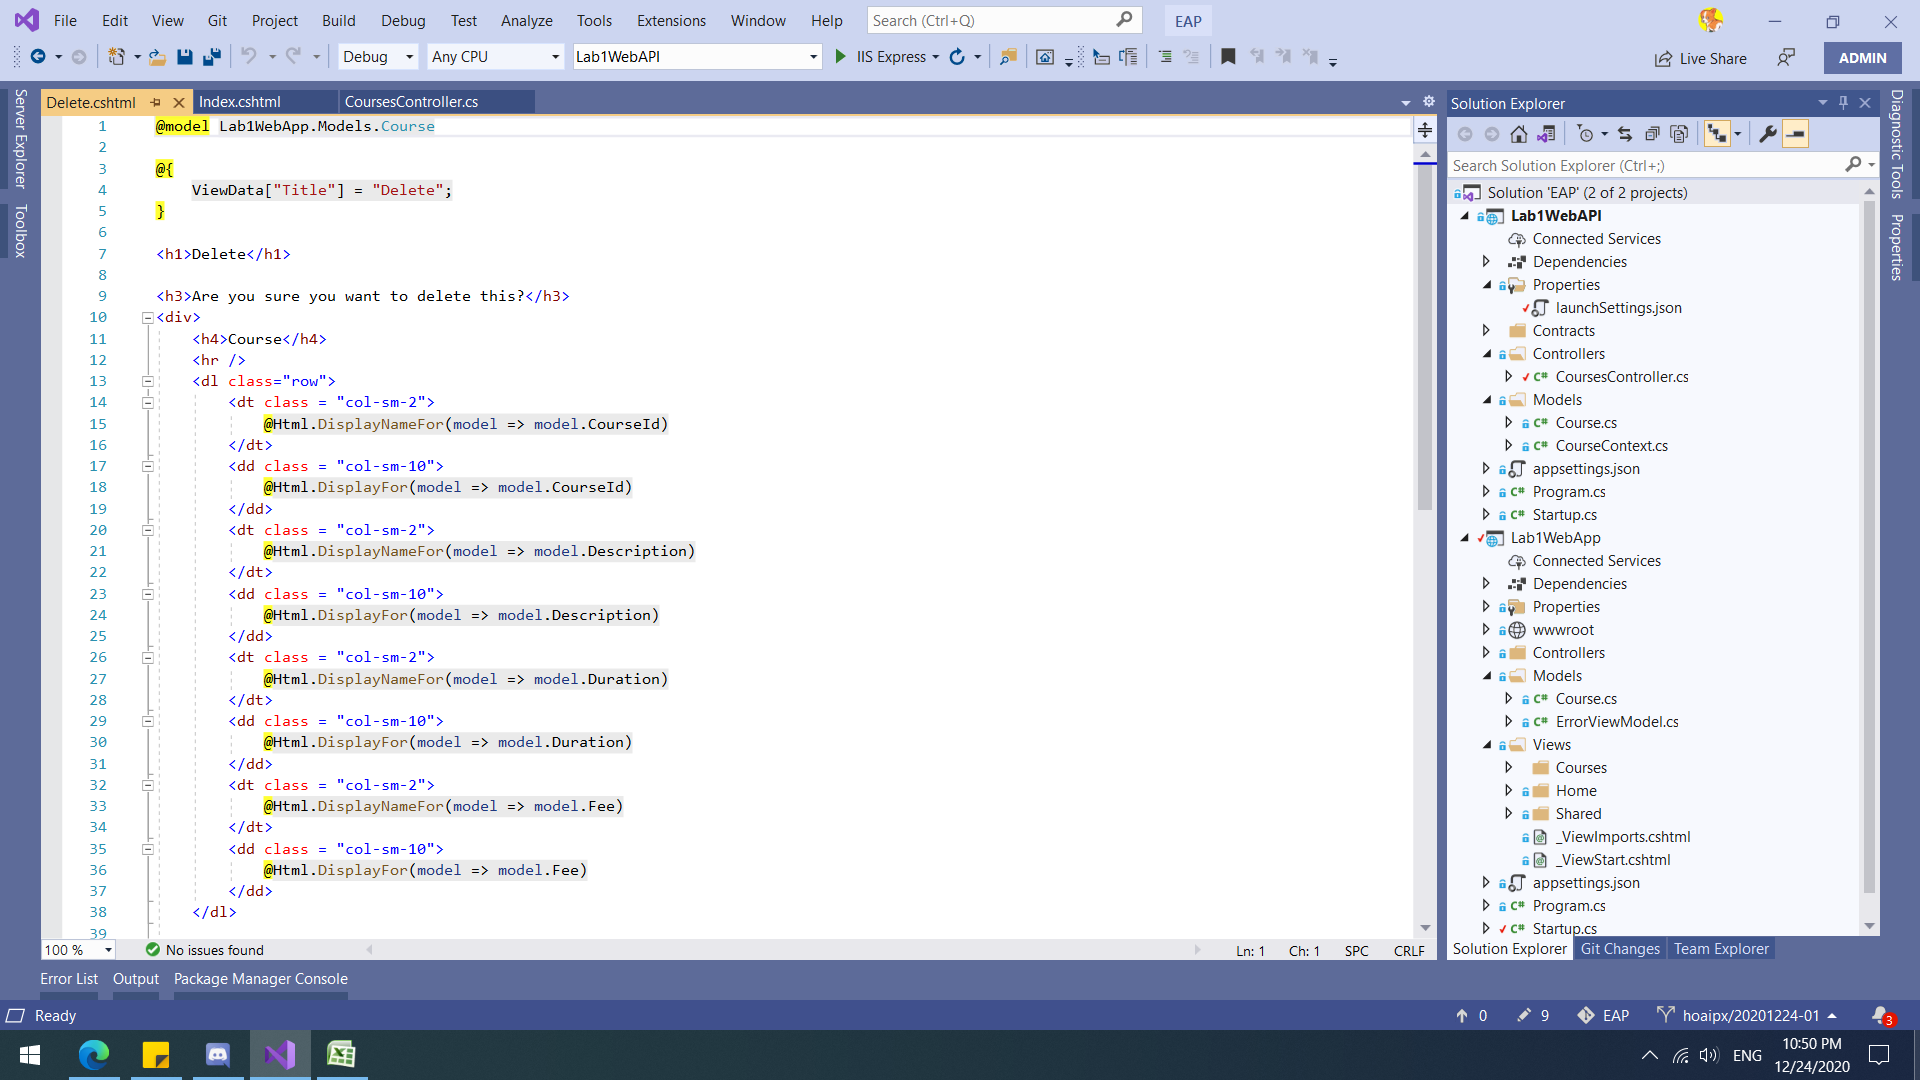 File Edit View Git Project Build Debug Test Analyze Tools Extensions Window Help Search (Ctrl+Q) EAP
Debug Any CPU Lab1WebAPI IIS Express Live Share ADMIN
Server Explorer
Toolbox
Delete.cshtml Index.cshtml CoursesController.cs
1 @model Lab1WebApp.Models.Course
2
3 @{
4 ViewData["Title"] = "Delete";
5 }
6
7 <h1>Delete</h1>
8
9 <h3>Are you sure you want to delete this?</h3>
10 <div>
11 <h4>Course</h4>
12 <hr />
13 <dl class="row">
14 <dt class = "col-sm-2">
15 @Html.DisplayNameFor(model => model.CourseId)
16 </dt>
17 <dd class = "col-sm-10">
18 @Html.DisplayFor(model => model.CourseId)
19 </dd>
20 <dt class = "col-sm-2">
21 @Html.DisplayNameFor(model => model.Description)
22 </dt>
23 <dd class = "col-sm-10">
24 @Html.DisplayFor(model => model.Description)
25 </dd>
26 <dt class = "col-sm-2">
27 @Html.DisplayNameFor(model => model.Duration)
28 </dt>
29 <dd class = "col-sm-10">
30 @Html.DisplayFor(model => model.Duration)
31 </dd>
32 <dt class = "col-sm-2">
33 @Html.DisplayNameFor(model => model.Fee)
34 </dt>
35 <dd class = "col-sm-10">
36 @Html.DisplayFor(model => model.Fee)
37 </dd>
38 </dl>
39
100 % No issues found Ln: 1 Ch: 1 SPC CRLF
Solution Explorer
Search Solution Explorer (Ctrl+;)
Solution 'EAP' (2 of 2 projects)
Lab1WebAPI
Connected Services
Dependencies
Properties
launchSettings.json
Contracts
Controllers
C# CoursesController.cs
Models
C# Course.cs
C# CourseContext.cs
appsettings.json
C# Program.cs
C# Startup.cs
Lab1WebApp
Connected Services
Dependencies
Properties
wwwroot
Controllers
Models
C# Course.cs
C# ErrorViewModel.cs
Views
Courses
Home
Shared
_ViewImports.cshtml
_ViewStart.cshtml
appsettings.json
C# Program.cs
C# Startup.cs
Solution Explorer Git Changes Team Explorer
Diagnostic Tools
Properties
Error List Output Package Manager Console
Ready 0 9 EAP hoaipx/20201224-01 3
ENG 10:50 PM
12/24/2020